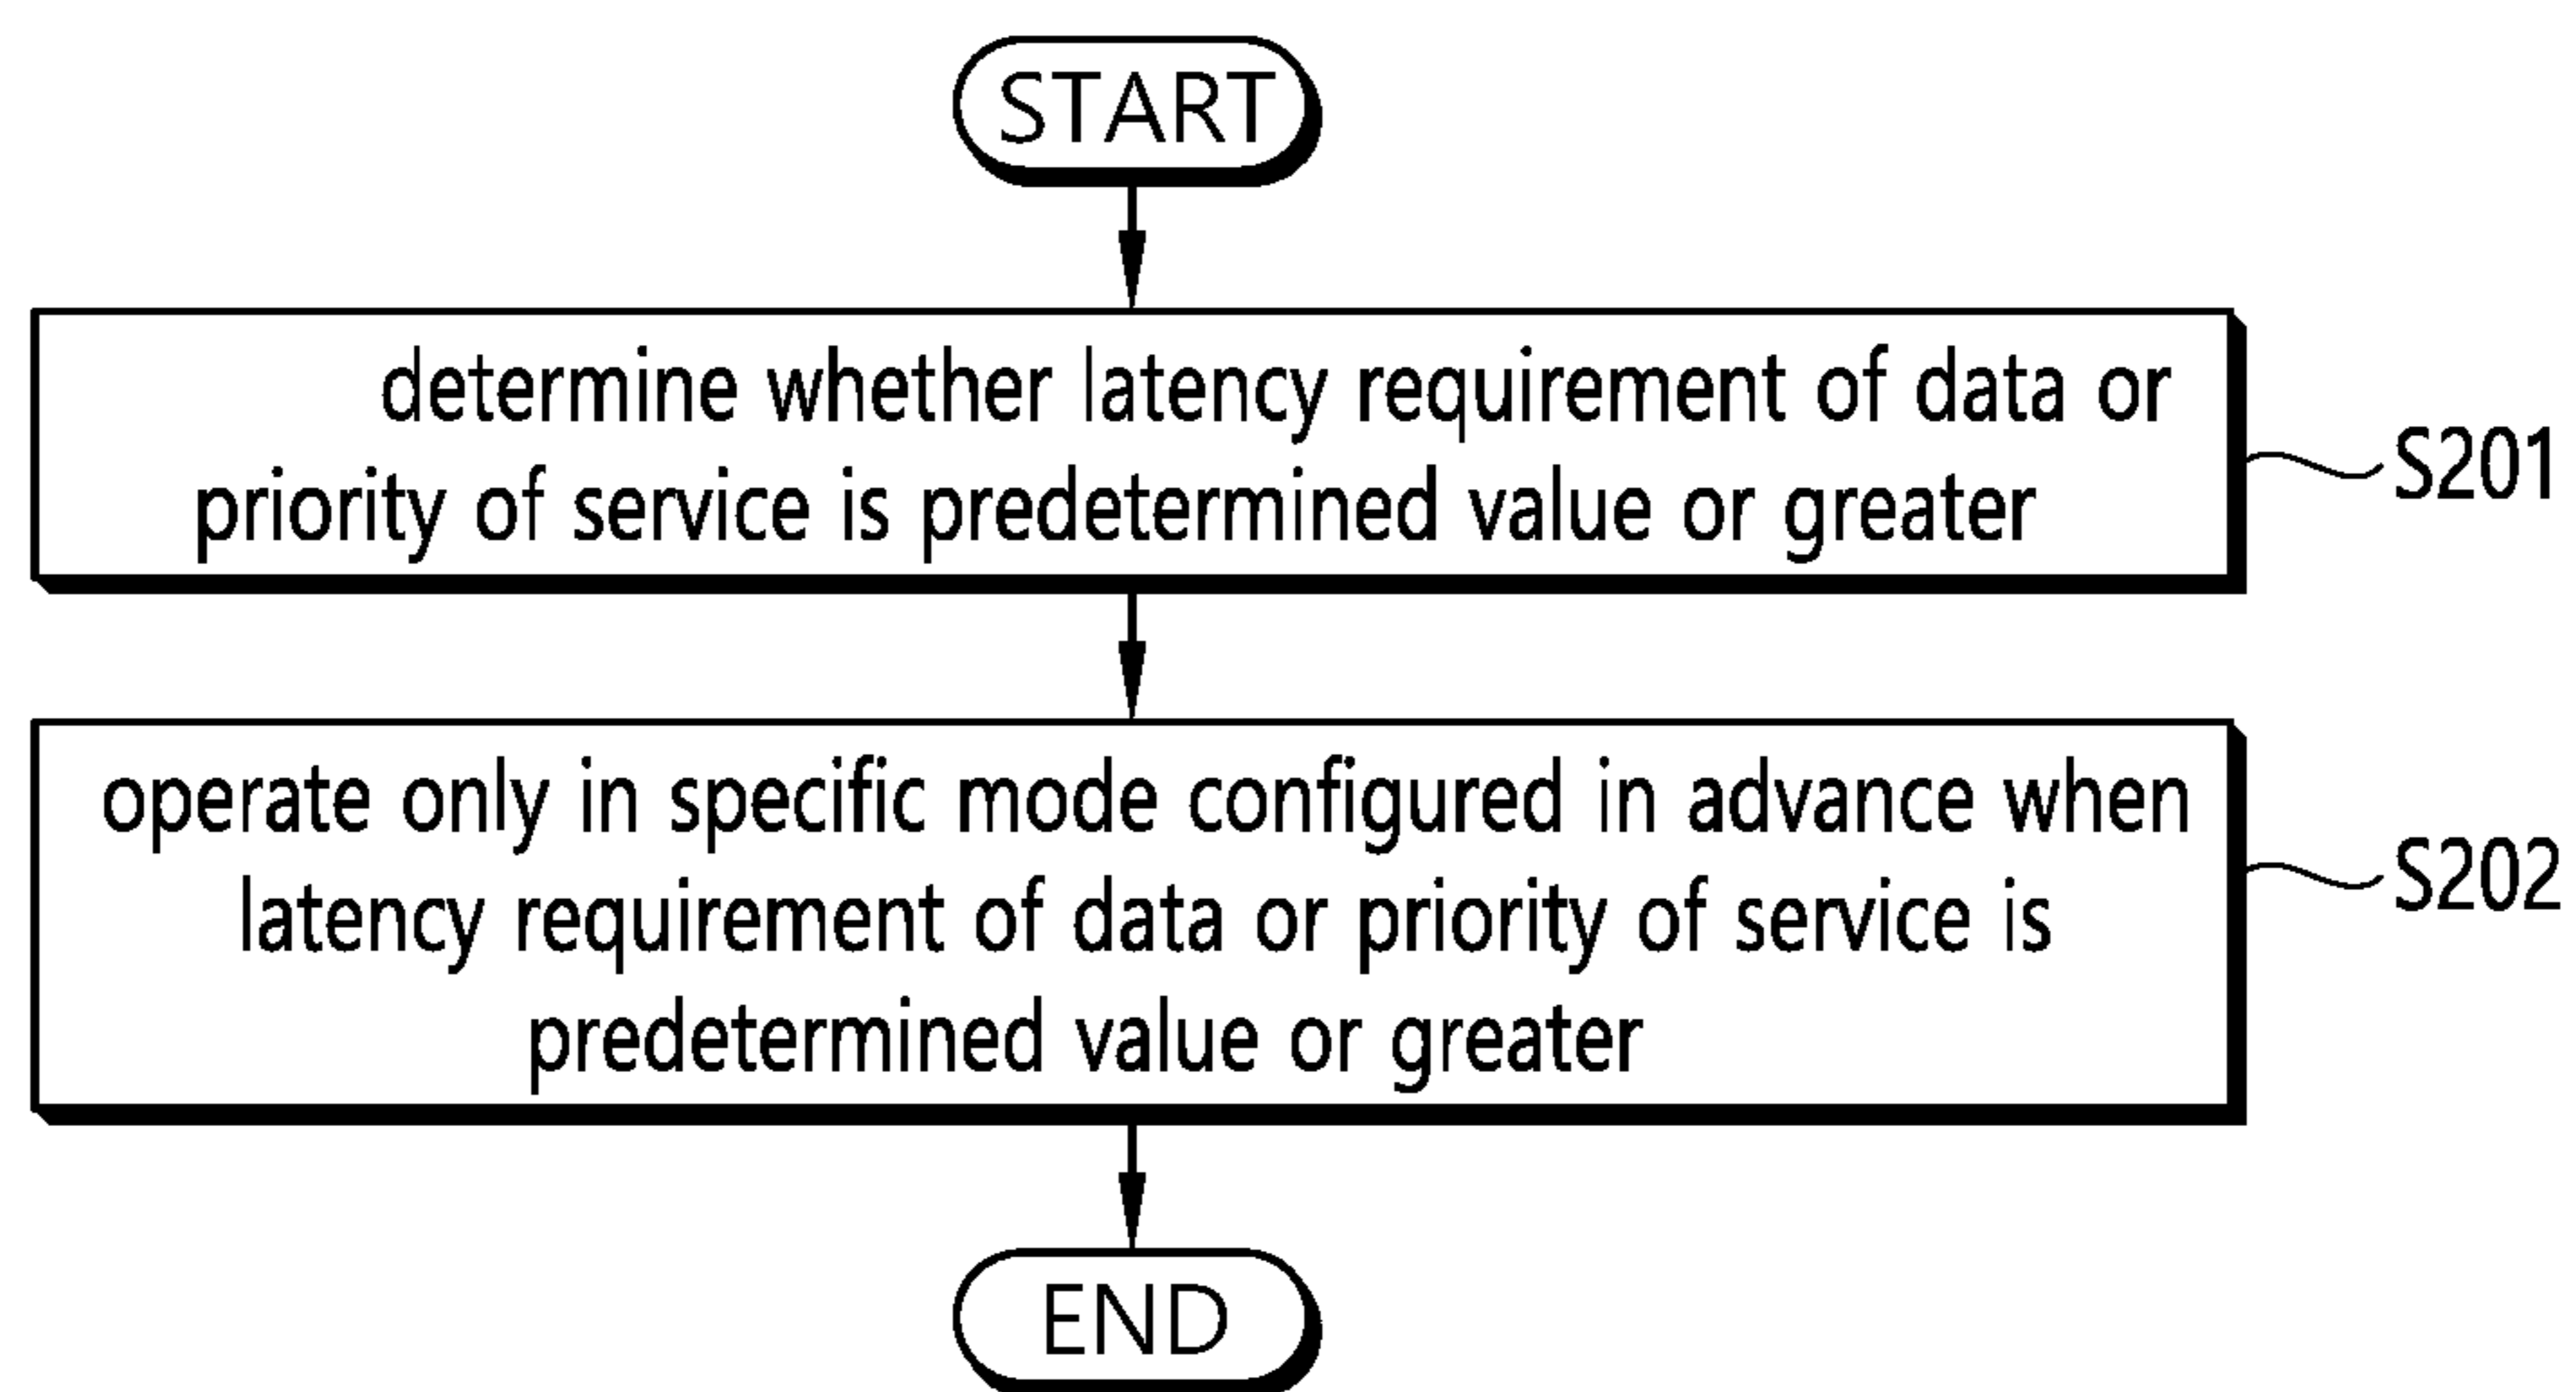 START
determine whether latency requirement of data or
priority of service is predetermined value or greater
S201
operate only in specific mode configured in advance when
latency requirement of data or priority of service is
predetermined value or greater
S202
END